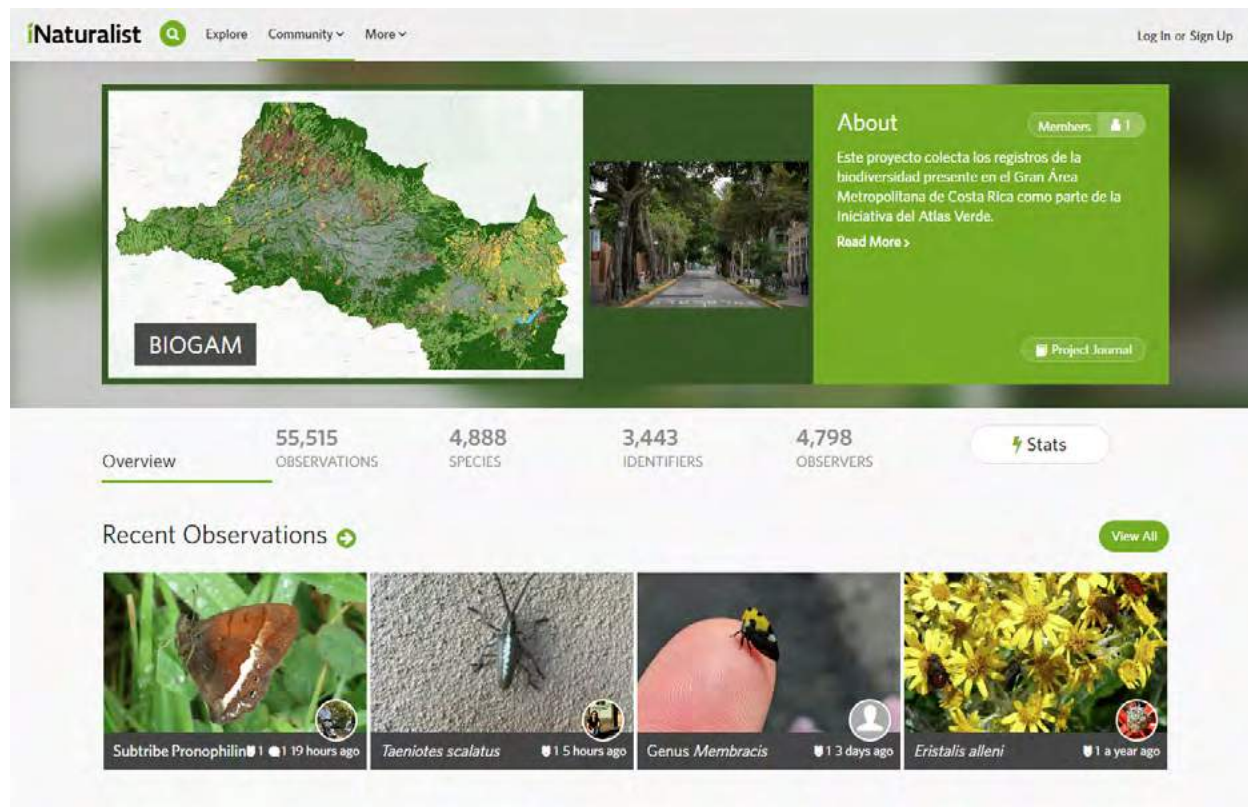 iNaturalist Explore Community More Log In or Sign Up
BIOGAM
About
Members 1
Este proyecto colecta los registros de la
biodiversidad presente en el Gran Área
Metropolitana de Costa Rica como parte de la
Iniciativa del Atlas Verde.
Read More >
Project Journal
Overview
55,515
OBSERVATIONS
4,888
SPECIES
3,443
IDENTIFIERS
4,798
OBSERVERS
Stats
Recent Observations
View All
Subtribe Pronophilin 1 1 19 hours ago
Taeniotes scalatus 1 5 hours ago
Genus Membracis 1 3 days ago
Eristalis alleni 1 a year ago